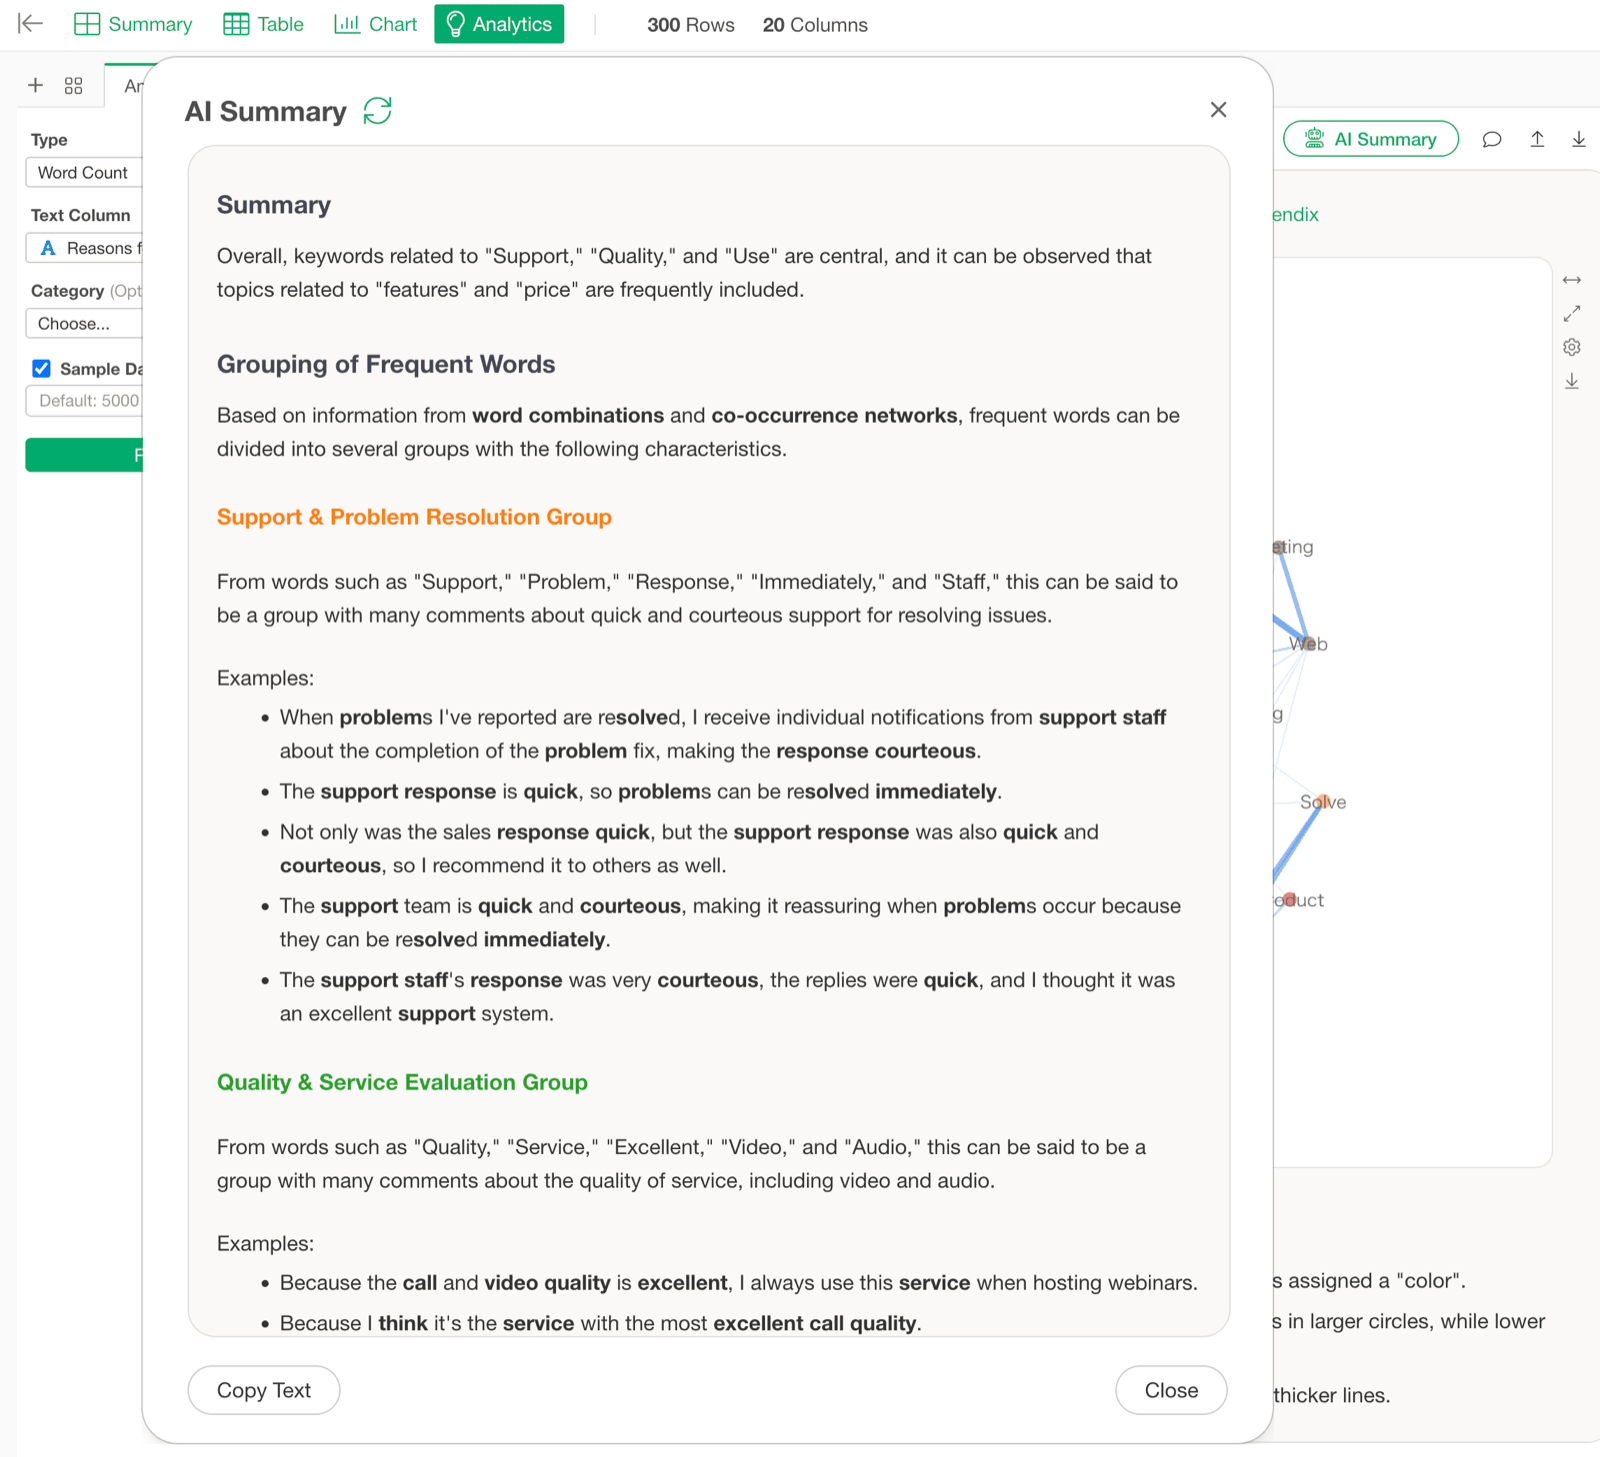 Summary Table Chart Analytics 300 Rows 20 Columns
Type
Word Count
Text Column
A Reasons
Category (Opt
Choose...
Sample Da
Default: 5000
AI Summary
Summary
Overall, keywords related to "Support," "Quality," and "Use" are central, and it can be observed that
topics related to "features" and "price" are frequently included.
Grouping of Frequent Words
Based on information from word combinations and co-occurrence networks, frequent words can be
divided into several groups with the following characteristics.
Support & Problem Resolution Group
From words such as "Support," "Problem," "Response," "Immediately," and "Staff," this can be said to
be a group with many comments about quick and courteous support for resolving issues.
Examples:
• When problems I've reported are resolved, I receive individual notifications from support staff
about the completion of the problem fix, making the response courteous.
• The support response is quick, so problems can be resolved immediately.
• Not only was the sales response quick, but the support response was also quick and
courteous, so I recommend it to others as well.
• The support team is quick and courteous, making it reassuring when problems occur because
they can be resolved immediately.
• The support staff's response was very courteous, the replies were quick, and I thought it was
an excellent support system.
Quality & Service Evaluation Group
From words such as "Quality," "Service," "Excellent," "Video," and "Audio," this can be said to be a
group with many comments about the quality of service, including video and audio.
Examples:
• Because the call and video quality is excellent, I always use this service when hosting webinars.
• Because I think it's the service with the most excellent call quality.
Copy Text
Close
AI Summary
endix
eting
Web
g
Solve
oduct
s assigned a "color".
s in larger circles, while lower
thicker lines.